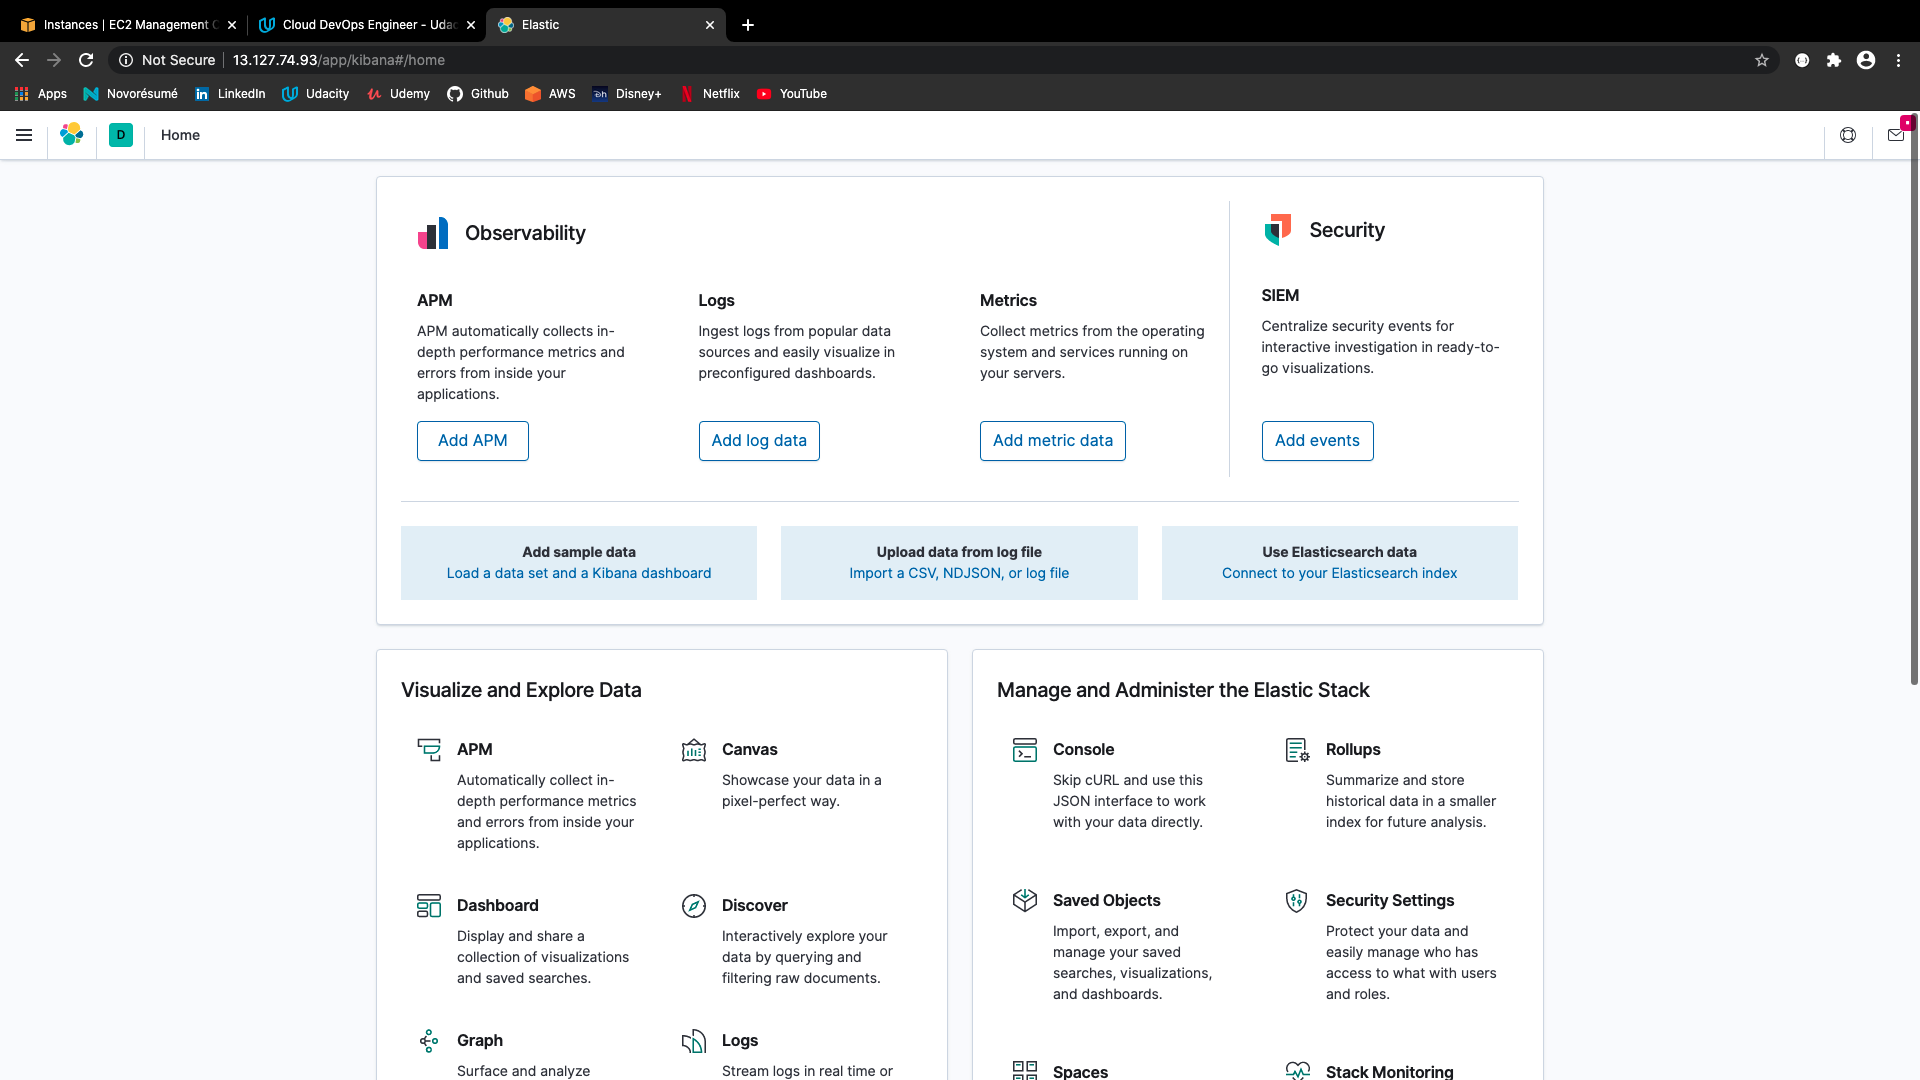 Instances | EC2 Management C
Cloud DevOps Engineer - Udac
Elastic
Not Secure
13.127.74.93/app/kibana#/home
Apps
Novorésumé
LinkedIn
Udacity
Udemy
Github
AWS
Disney+
Netflix
YouTube
D
Home
Observability
APM
APM automatically collects in-
depth performance metrics and
errors from inside your
applications.
Add APM
Logs
Ingest logs from popular data
sources and easily visualize in
preconfigured dashboards.
Add log data
Metrics
Collect metrics from the operating
system and services running on
your servers.
Add metric data
Security
SIEM
Centralize security events for
interactive investigation in ready-to-
go visualizations.
Add events
Add sample data
Load a data set and a Kibana dashboard
Upload data from log file
Import a CSV, NDJSON, or log file
Use Elasticsearch data
Connect to your Elasticsearch index
Visualize and Explore Data
APM
Automatically collect in-
depth performance metrics
and errors from inside your
applications.
Canvas
Showcase your data in a
pixel-perfect way.
Dashboard
Display and share a
collection of visualizations
and saved searches.
Discover
Interactively explore your
data by querying and
filtering raw documents.
Graph
Surface and analyze
Logs
Stream logs in real time or
Manage and Administer the Elastic Stack
Console
Skip cURL and use this
JSON interface to work
with your data directly.
Rollups
Summarize and store
historical data in a smaller
index for future analysis.
Saved Objects
Import, export, and
manage your saved
searches, visualizations,
and dashboards.
Security Settings
Protect your data and
easily manage who has
access to what with users
and roles.
Spaces
Stack Monitoring